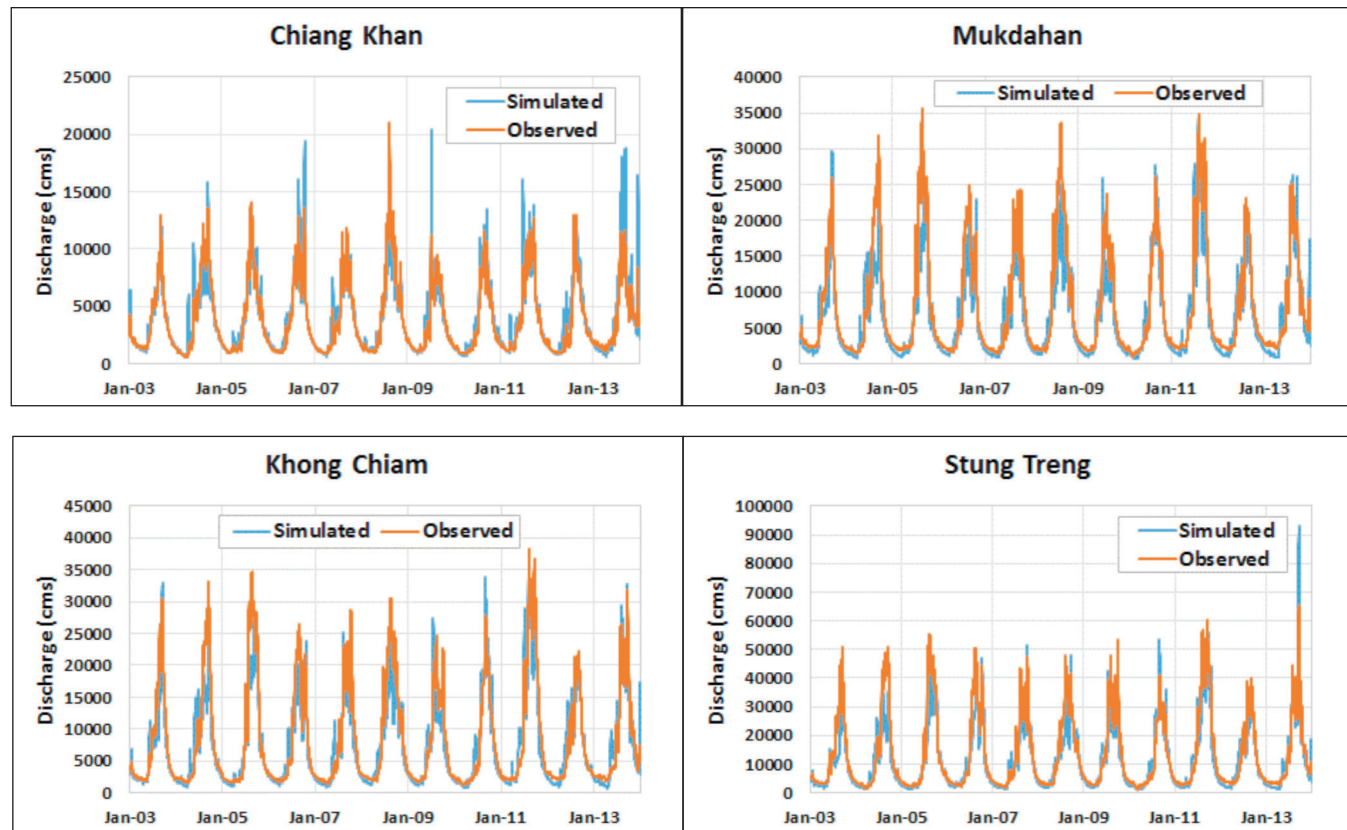 Chiang Khan
25000
20000
15000
10000
5000
0
Discharge (cms)
Simulated
Observed
Jan-03 Jan-05 Jan-07 Jan-09 Jan-11 Jan-13
Mukdahan
40000
35000
30000
25000
20000
15000
10000
5000
0
Discharge (cms)
Simulated Observed
Jan-03 Jan-05 Jan-07 Jan-09 Jan-11 Jan-13
Khong Chiam
45000
40000
35000
30000
25000
20000
15000
10000
5000
0
Discharge (cms)
Simulated Observed
Jan-03 Jan-05 Jan-07 Jan-09 Jan-11 Jan-13
Stung Treng
100000
90000
80000
70000
60000
50000
40000
30000
20000
10000
0
Discharge (cms)
Simulated
Observed
Jan-03 Jan-05 Jan-07 Jan-09 Jan-11 Jan-13